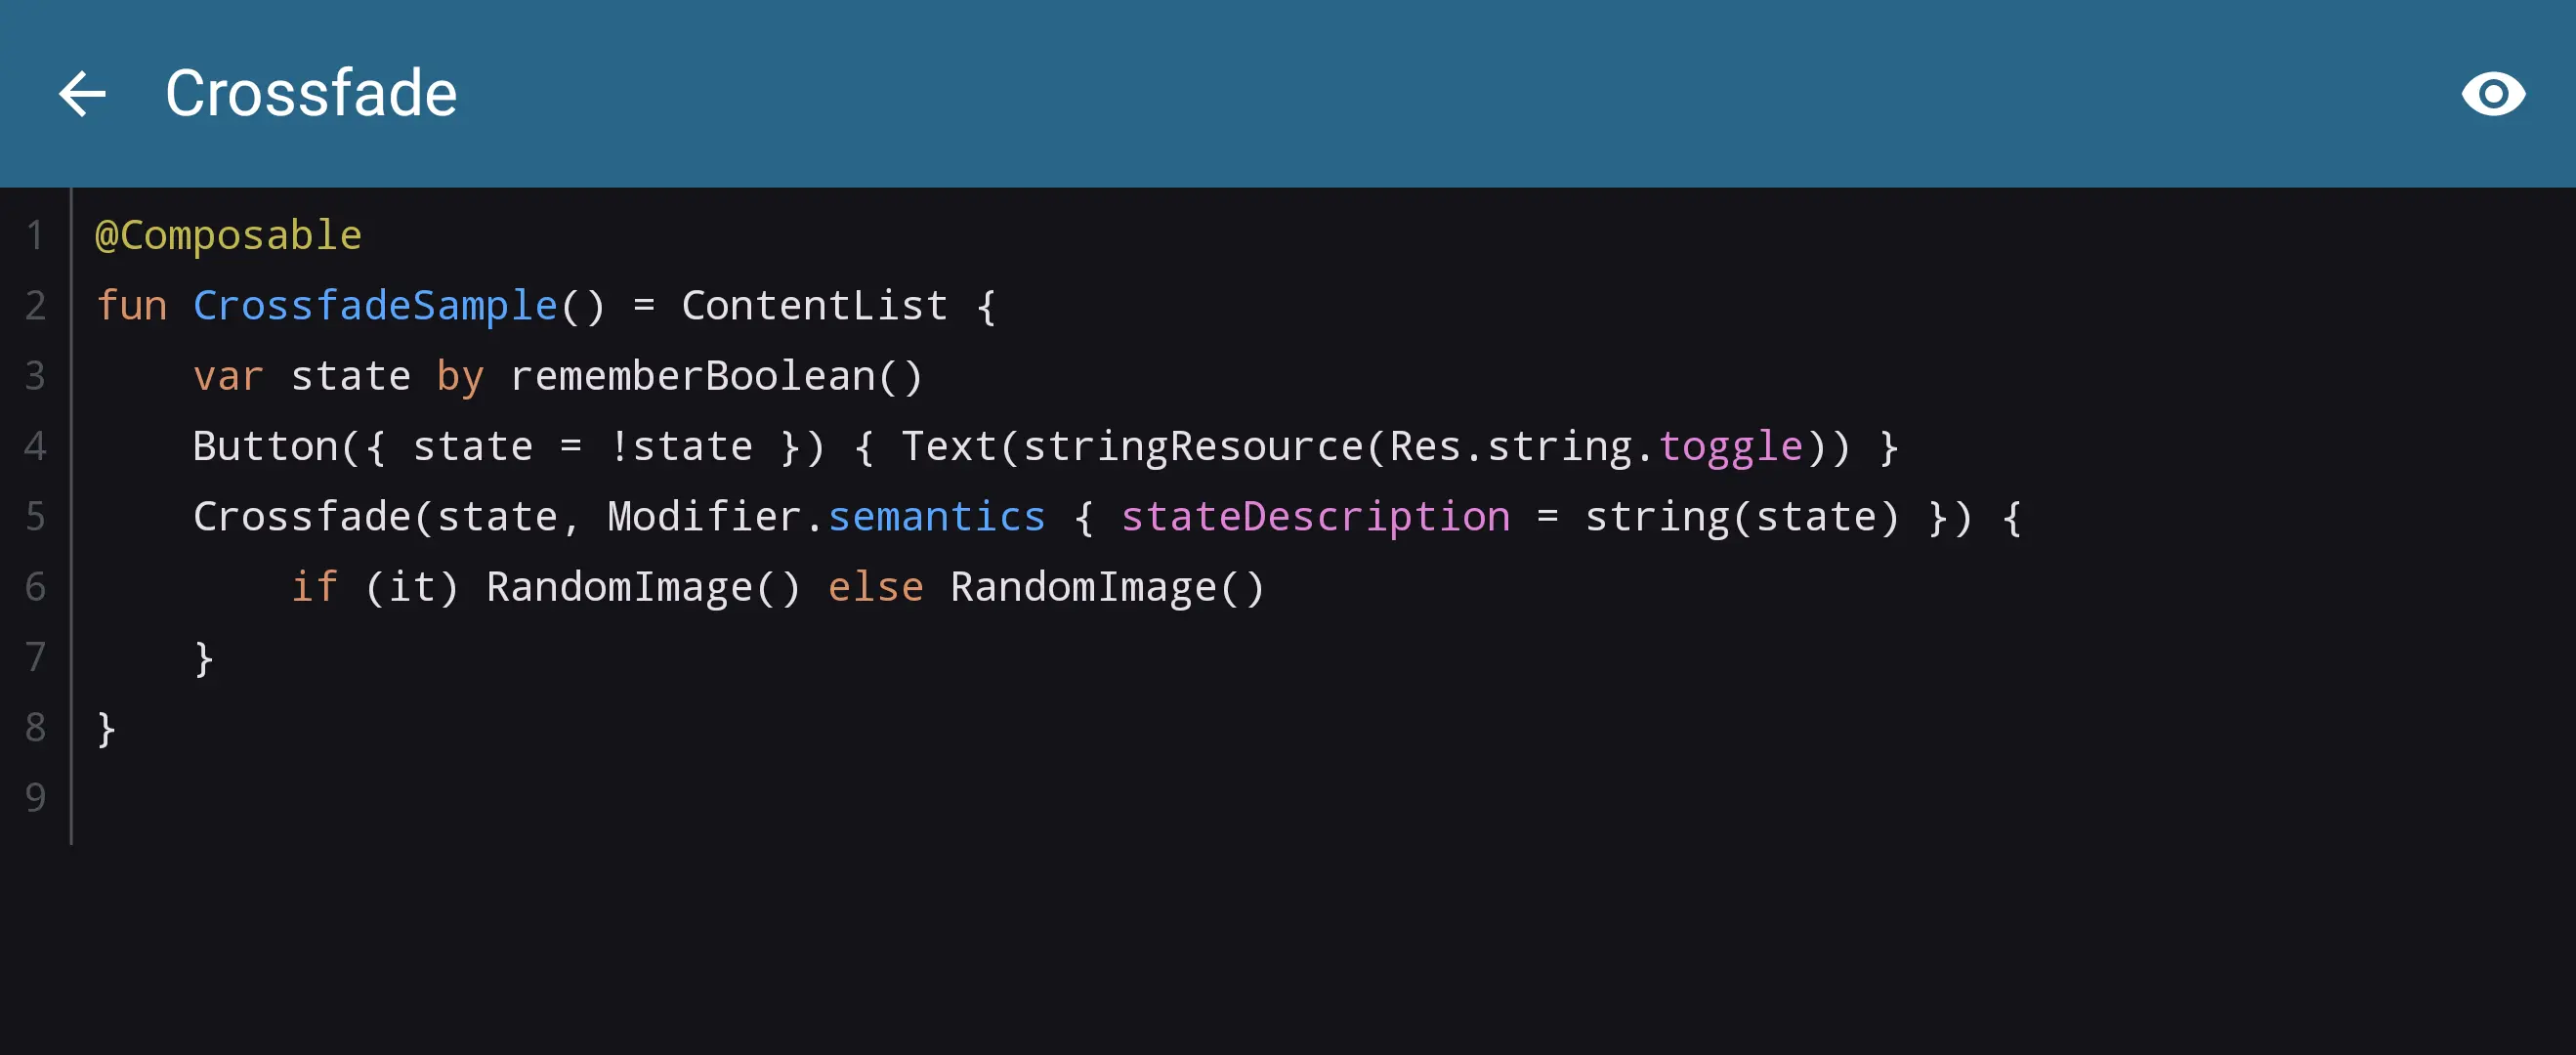 Crossfade
1 @Composable
2 fun CrossfadeSample() = ContentList {
3     var state by rememberBoolean()
4     Button({ state = !state }) { Text(stringResource(Res.string.toggle)) }
5     Crossfade(state, Modifier.semantics { stateDescription = string(state) }) {
6         if (it) RandomImage() else RandomImage()
7     }
8 }
9